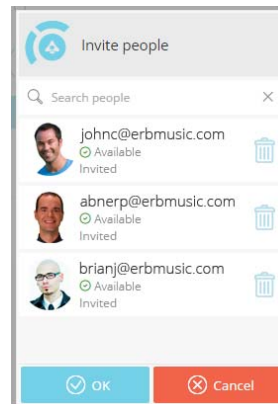 Invite people
Search people
johnc@erbmusic.com
Available
Invited
abnerp@erbmusic.com
Available
Invited
brianj@erbmusic.com
Available
Invited
OK
Cancel